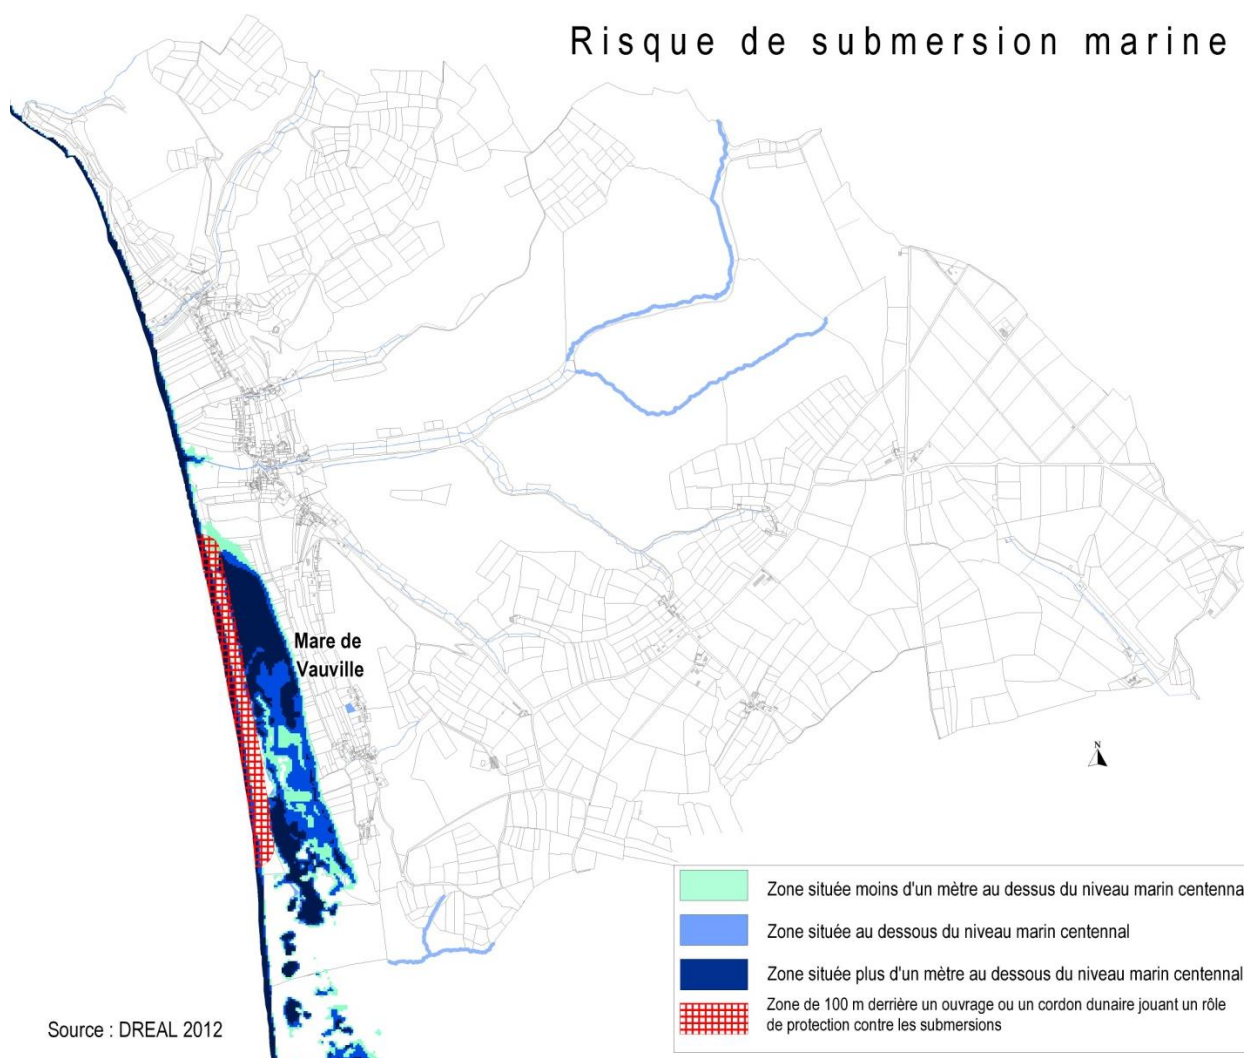 Risque de submersion marine
Mare de
Vauville
N
Zone située moins d'un mètre au dessus du niveau marin centenna
Zone située au dessous du niveau marin centennal
Zone située plus d'un mètre au dessous du niveau marin centennal
Zone de 100 m derrière un ouvrage ou un cordon dunaire jouant un rôle
de protection contre les submersions
Source : DREAL 2012